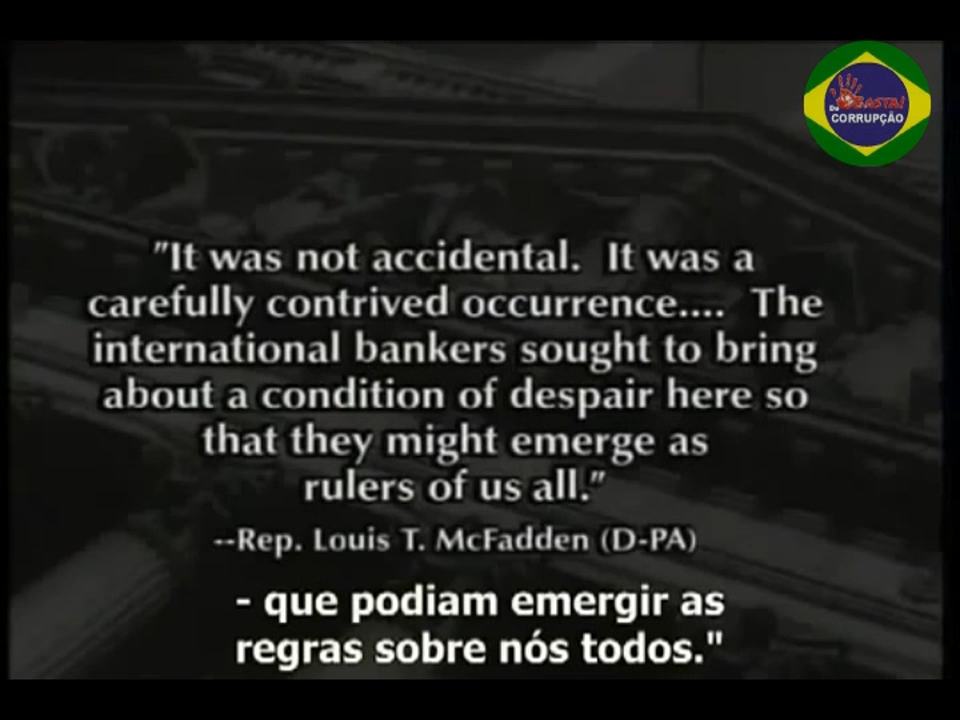 Du BASTA!
CORRUPÇÃO
"It was not accidental. It was a
carefully contrived occurrence.... The
international bankers sought to bring
about a condition of despair here so
that they might emerge as
rulers of us all."
--Rep. Louis T. McFadden (D-PA)
- que podiam emergir as
regras sobre nós todos."